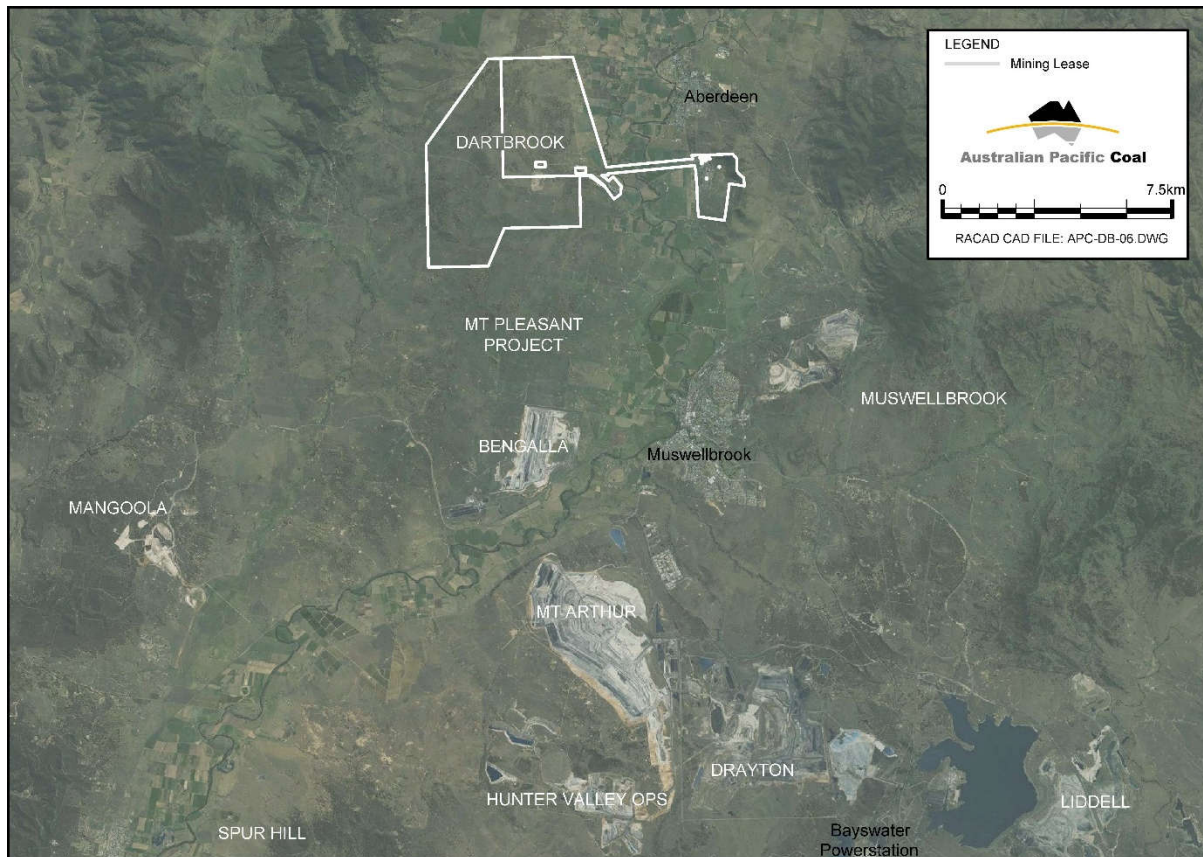 LEGEND
Mining Lease
Australian Pacific Coal
0 7.5km
RACAD CAD FILE: APC-DB-06.DWG
Aberdeen
DARTBROOK
MT PLEASANT
PROJECT
MUSWELLBROOK
BENGALLA
Muswellbrook
MANGOOLA
MT ARTHUR
DRAYTON
HUNTER VALLEY OPS
LIDDELL
SPUR HILL
Bayswater
Powerstation